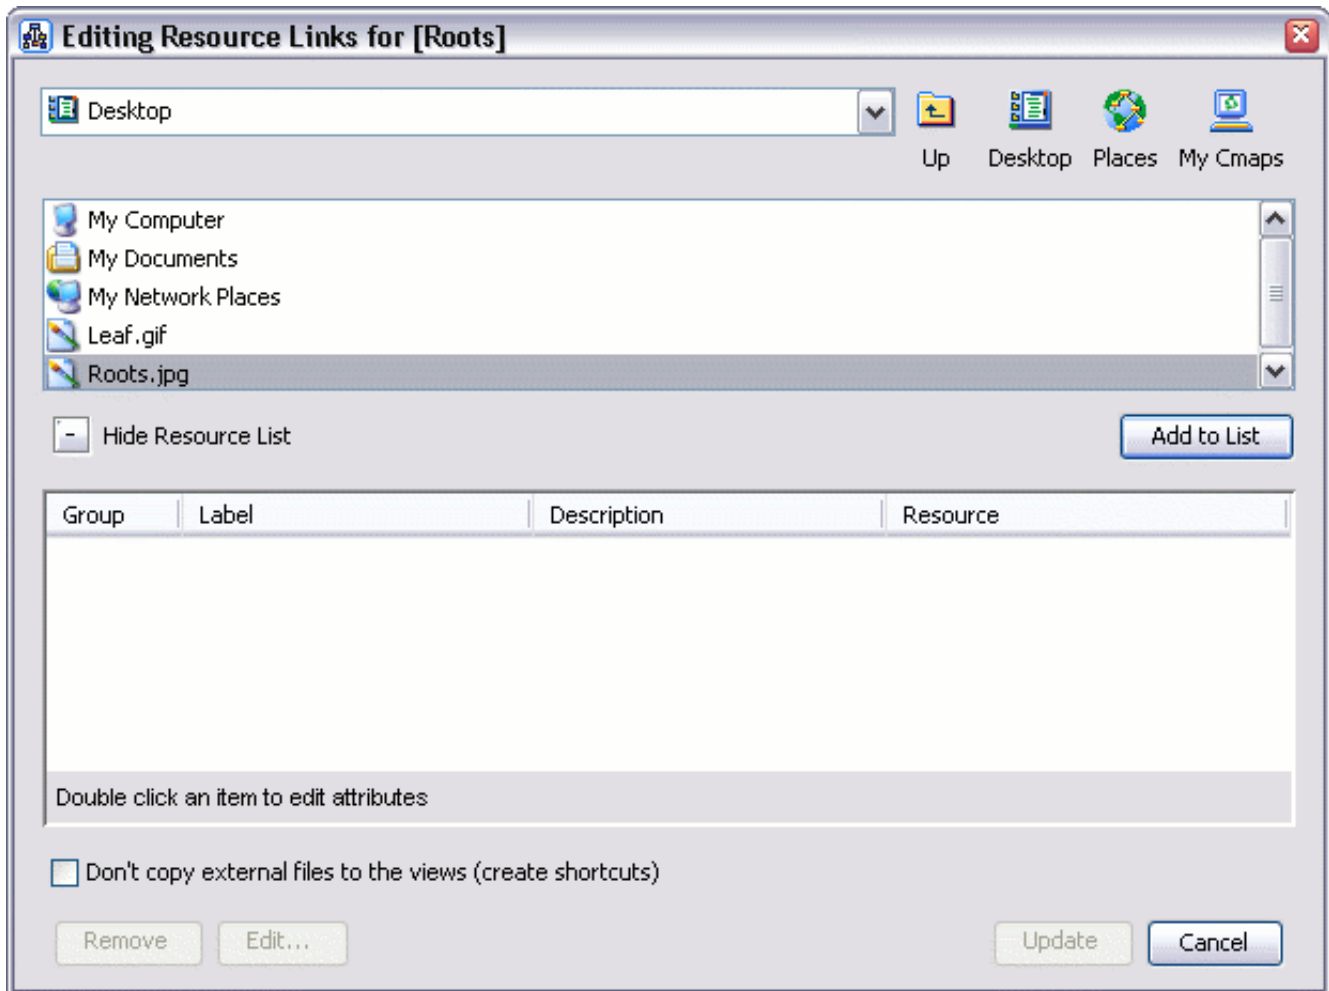 Editing Resource Links for [Roots]
Desktop
Up Desktop Places My Cmaps
My Computer
My Documents
My Network Places
Leaf.gif
Roots.jpg
- Hide Resource List Add to List
Group Label Description Resource
Double click an item to edit attributes
Don't copy external files to the views (create shortcuts)
Remove Edit... Update Cancel